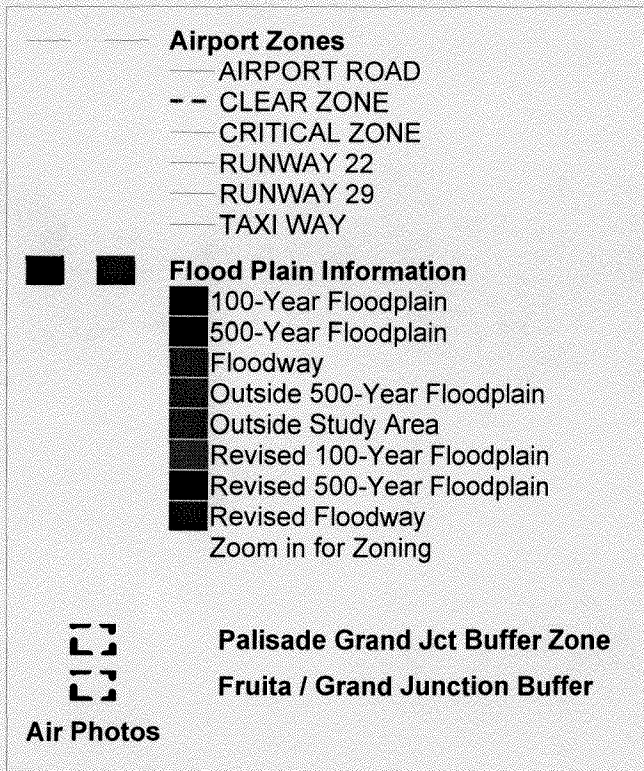 Airport Zones
AIRPORT ROAD
CLEAR ZONE
CRITICAL ZONE
RUNWAY 22
RUNWAY 29
TAXI WAY
Flood Plain Information
100-Year Floodplain
500-Year Floodplain
Floodway
Outside 500-Year Floodplain
Outside Study Area
Revised 100-Year Floodplain
Revised 500-Year Floodplain
Revised Floodway
Zoom in for Zoning
Palisade Grand Jct Buffer Zone
Fruita / Grand Junction Buffer
Air Photos